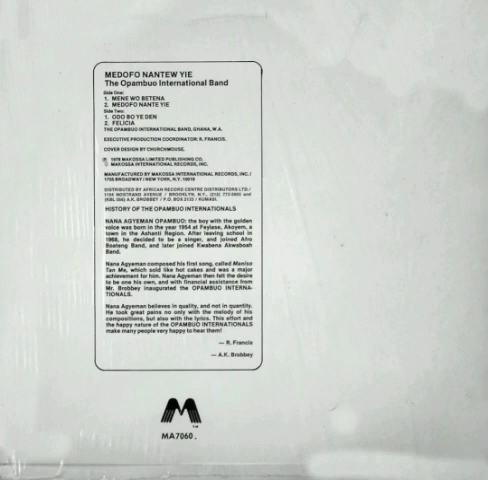 MEDOFO NANTEW YIE
The Opambuo International Band
Side One:
1. MENE WO BETENA
2. MEDOFO NANTE YIE
Side Two:
1. ODO BO YE DEN
2. FELICIA
THE OPAMBUO INTERNATIONAL BAND, GHANA, W.A.
EXECUTIVE PRODUCTION COORDINATOR: R. FRANCIS.
COVER DESIGN BY CHURCHMOUSE.
℗ 1978 MAKOSSA LIMITED PUBLISHING CO.
© MAKOSSA INTERNATIONAL RECORDS, INC.
MANUFACTURED BY MAKOSSA INTERNATIONAL RECORDS, INC./
1755 BROADWAY / NEW YORK, N.Y. 10019
DISTRIBUTED BY AFRICAN RECORD CENTRE DISTRIBUTORS LTD./
1194 NOSTRAND AVENUE / BROOKLYN, N.Y.,
A.K. BROBBEY / P.O. BOX 2133 / KUMASI.
HISTORY OF THE OPAMBUO INTERNATIONALS
NANA AGYEMAN OPAMBUO: the boy with the golden
voice was born in the year 1954 at Feylase, Akoyem, a
town in the Ashanti Region. After leaving school in
1968, he decided to be a singer, and joined Afro
Boateng Band, and later joined Kwabena Akwaboah
Band.
Nana Agyeman composed his first song, called Maniso
Tan Me, which sold like hot cakes and was a major
achievement for him. Nana Agyeman then felt the desire
to be one his own, and with financial assistance from
Mr. Brobbey inaugurated the OPAMBUO INTERNA-
TIONALS.
Nana Agyeman believes in quality, and not in quantity.
He took great pains no only with the melody of his
compositions, but also with the lyrics. This effort and
the happy nature of the OPAMBUO INTERNATIONALS
make many people very happy to hear them!
— R. Francis
— A.K. Brobbey
M
TM
MA7060.